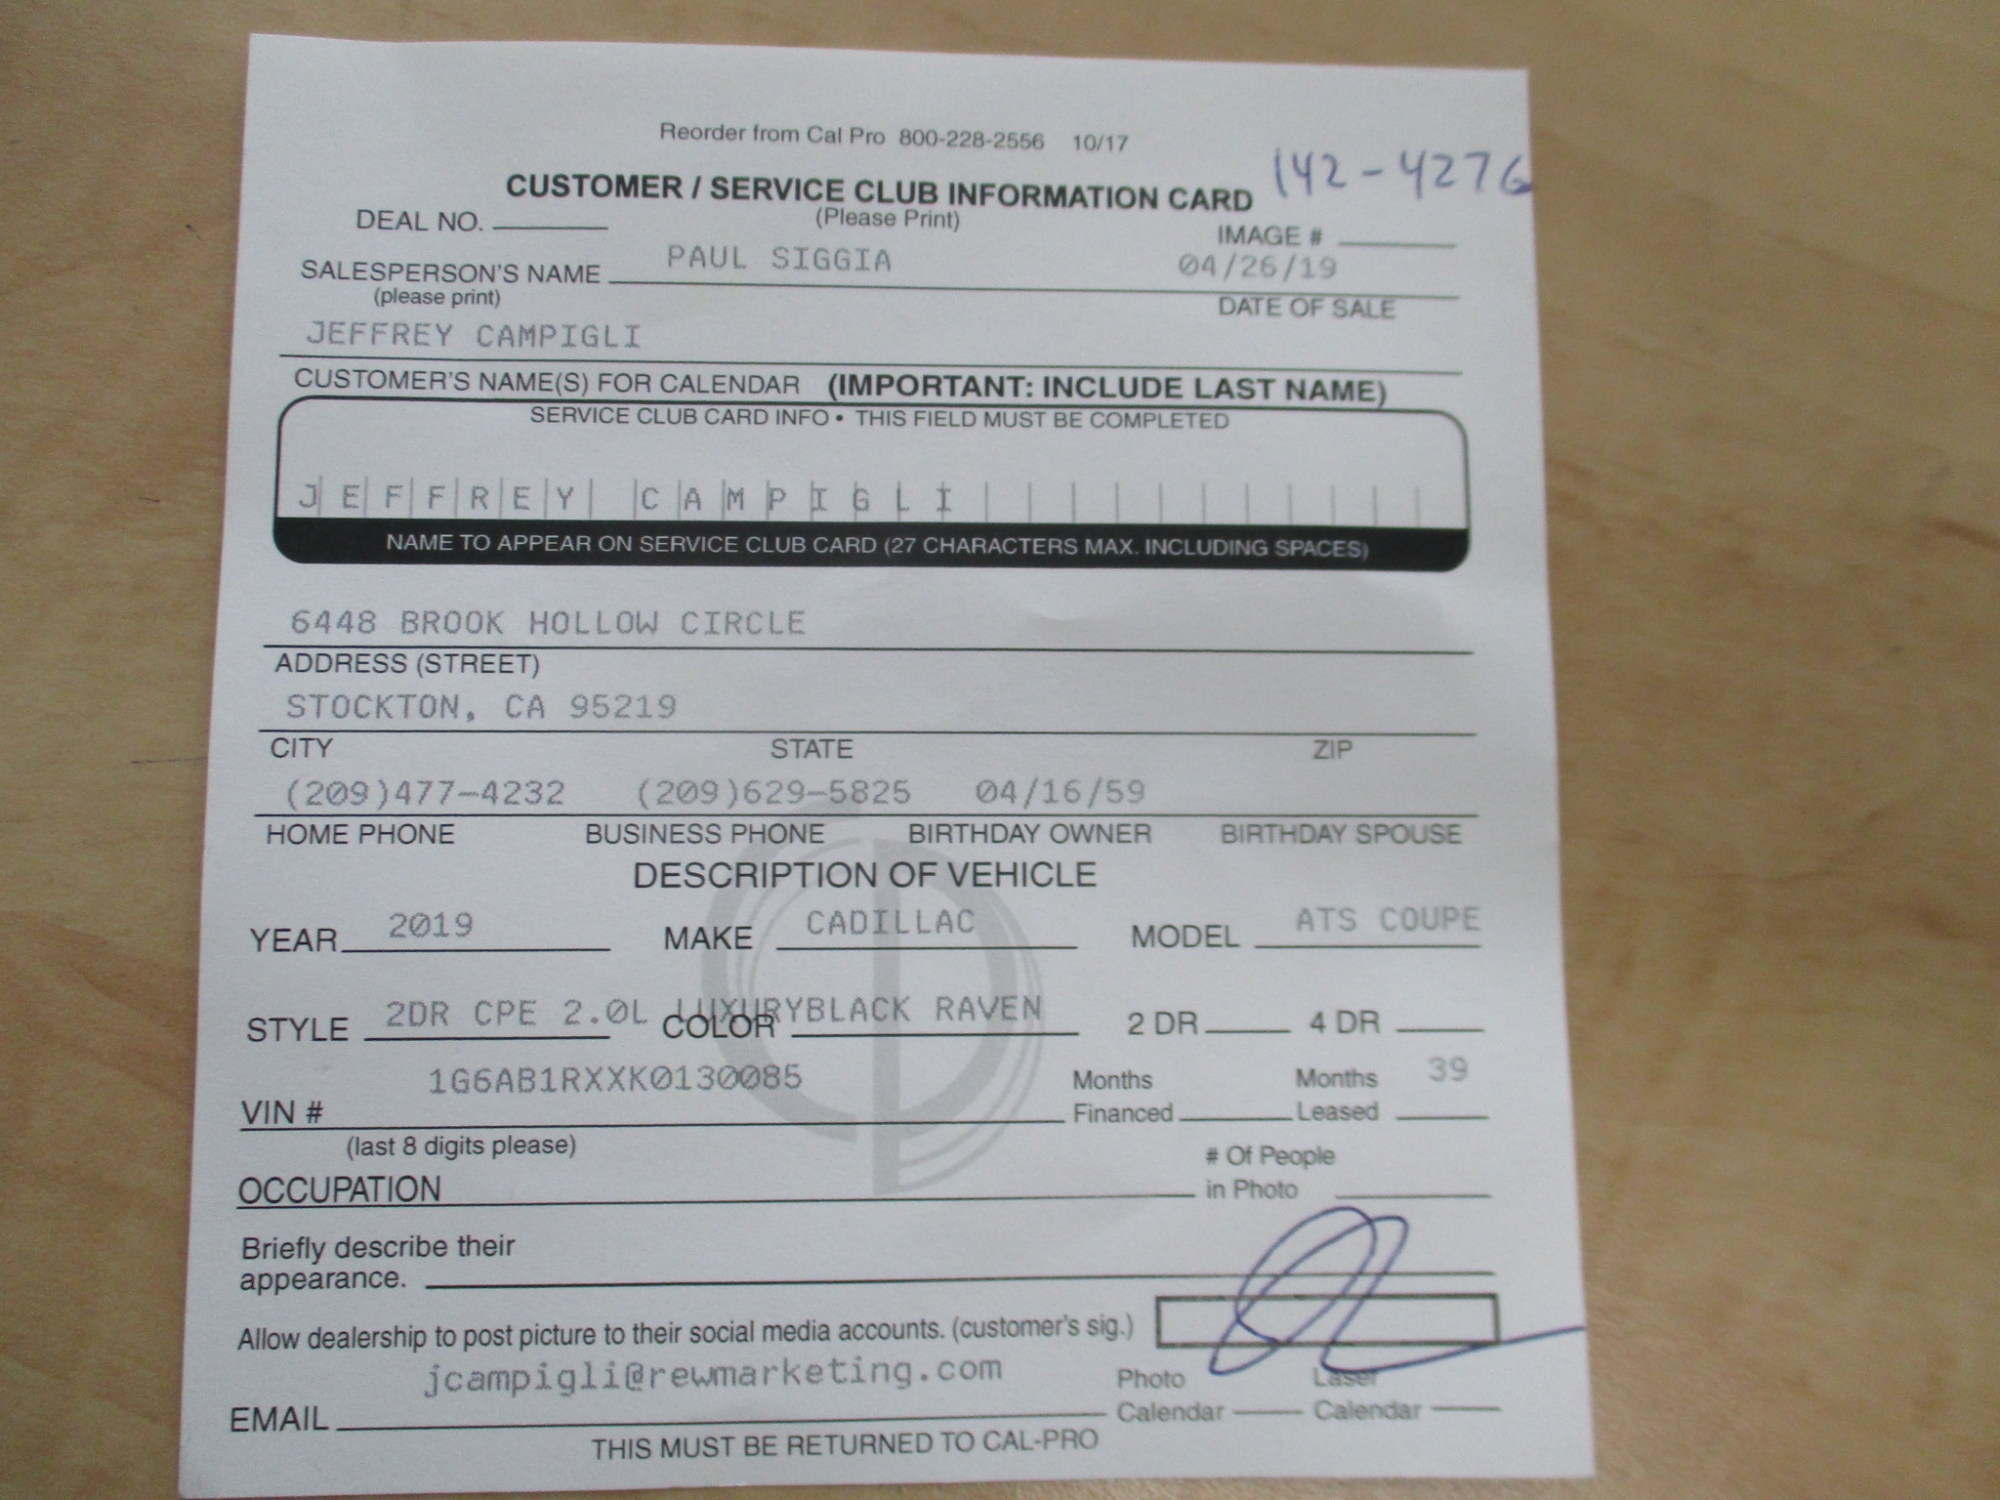 Reorder from Cal Pro 800-228-2556 10/17
142-4276
CUSTOMER / SERVICE CLUB INFORMATION CARD
(Please Print)
DEAL NO.
IMAGE #
PAUL SIGGIA 04/26/19
SALESPERSON'S NAME
(please print)
DATE OF SALE
JEFFREY CAMPIGLI
CUSTOMER'S NAME(S) FOR CALENDAR (IMPORTANT: INCLUDE LAST NAME)
SERVICE CLUB CARD INFO • THIS FIELD MUST BE COMPLETED
JEFFREY CAMPIGLI
NAME TO APPEAR ON SERVICE CLUB CARD (27 CHARACTERS MAX. INCLUDING SPACES)
6448 BROOK HOLLOW CIRCLE
ADDRESS (STREET)
STOCKTON, CA 95219
CITY STATE ZIP
(209)477-4232 (209)629-5825 04/16/59
HOME PHONE BUSINESS PHONE BIRTHDAY OWNER BIRTHDAY SPOUSE
DESCRIPTION OF VEHICLE
YEAR 2019 MAKE CADILLAC MODEL ATS COUPE
2DR CPE 2.0L LUXURYBLACK RAVEN
STYLE COLOR 2 DR 4 DR
1G6AB1RXXK0130085 Months Months 39
VIN # Financed Leased
(last 8 digits please)
# Of People
OCCUPATION in Photo
Briefly describe their
appearance.
Allow dealership to post picture to their social media accounts. (customer's sig.)
jcampigli@rewmarketing.com Photo Laser
EMAIL Calendar Calendar
THIS MUST BE RETURNED TO CAL-PRO